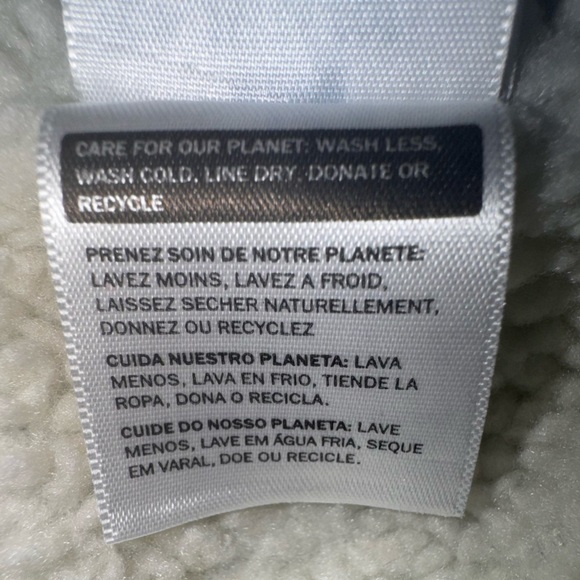 CARE FOR OUR PLANET: WASH LESS,
WASH COLD, LINE DRY, DONATE OR
RECYCLE
PRENEZ SOIN DE NOTRE PLANETE:
LAVEZ MOINS, LAVEZ A FROID,
LAISSEZ SECHER NATURELLEMENT,
DONNEZ OU RECYCLEZ
CUIDA NUESTRO PLANETA: LAVA
MENOS, LAVA EN FRIO, TIENDE LA
ROPA, DONA O RECICLA.
CUIDE DO NOSSO PLANETA: LAVE
MENOS, LAVE EM ÁGUA FRIA, SEQUE
EM VARAL, DOE OU RECICLE.